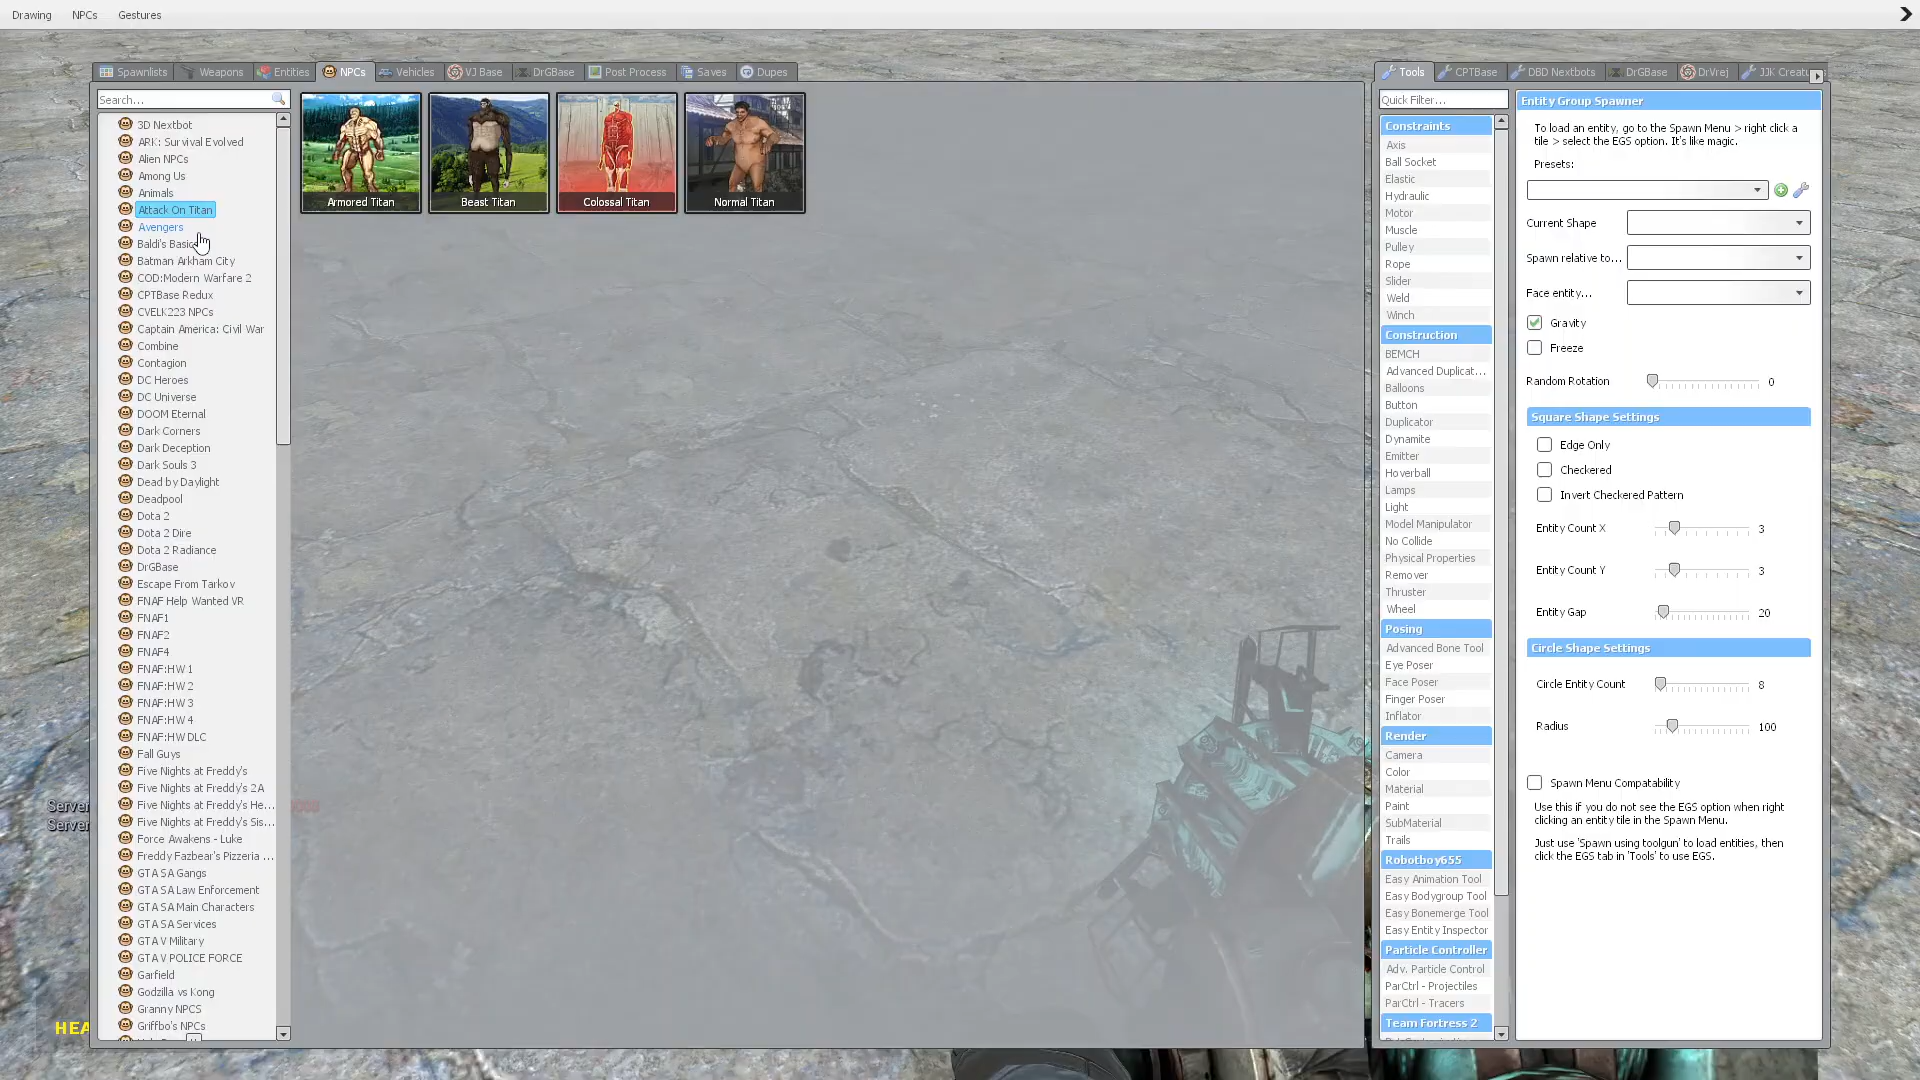 Drawing NPCs Gestures
Spawnlists Weapons Entities NPCs Vehicles VJ Base DrGBase Post Process Saves Dupes
Search...
3D Nextbot
ARK: Survival Evolved
Alien NPCs
Among Us
Animals
Attack On Titan
Avengers
Baldi's Basic
Batman Arkham City
COD:Modern Warfare 2
CPTBase Redux
CVELK223 NPCs
Captain America: Civil War
Combine
Contagion
DC Heroes
DC Universe
DOOM Eternal
Dark Corners
Dark Deception
Dark Souls 3
Dead by Daylight
Deadpool
Dota 2
Dota 2 Dire
Dota 2 Radiance
DrGBase
Escape From Tarkov
FNAF Help Wanted VR
FNAF1
FNAF2
FNAF4
FNAF:HW 1
FNAF:HW 2
FNAF:HW 3
FNAF:HW 4
FNAF:HW DLC
Fall Guys
Five Nights at Freddy's
Five Nights at Freddy's 2A
Five Nights at Freddy's He...
Five Nights at Freddy's Sis...
Force Awakens - Luke
Freddy Fazbear's Pizzeria ...
GTA SA Gangs
GTA SA Law Enforcement
GTA SA Main Characters
GTA SA Services
GTA V Military
GTA V POLICE FORCE
Garfield
Godzilla vs Kong
Granny NPCS
Griffbo's NPCs
Armored Titan
Beast Titan
Colossal Titan
Normal Titan
Server
Server
HEA
Tools CPTBase DBD Nextbots DrGBase DrVrej JJK Creatu...
Quick Filter...
Constraints
Axis
Ball Socket
Elastic
Hydraulic
Motor
Muscle
Pulley
Rope
Slider
Weld
Winch
Construction
BEMCH
Advanced Duplicat...
Balloons
Button
Duplicator
Dynamite
Emitter
Hoverball
Lamps
Light
Model Manipulator
No Collide
Physical Properties
Remover
Thruster
Wheel
Posing
Advanced Bone Tool
Eye Poser
Face Poser
Finger Poser
Inflator
Render
Camera
Color
Material
Paint
SubMaterial
Trails
Robotboy655
Easy Animation Tool
Easy Bodygroup Tool
Easy Bonemerge Tool
Easy Entity Inspector
Particle Controller
Adv. Particle Control
ParCtrl - Projectiles
ParCtrl - Tracers
Team Fortress 2
Entity Group Spawner
To load an entity, go to the Spawn Menu > right click a
tile > select the EGS option. It's like magic.
Presets:
Current Shape
Spawn relative to...
Face entity...
Gravity
Freeze
Random Rotation 0
Square Shape Settings
Edge Only
Checkered
Invert Checkered Pattern
Entity Count X 3
Entity Count Y 3
Entity Gap 20
Circle Shape Settings
Circle Entity Count 8
Radius 100
Spawn Menu Compatability
Use this if you do not see the EGS option when right
clicking an entity tile in the Spawn Menu.
Just use 'Spawn using toolgun' to load entities, then
click the EGS tab in 'Tools' to use EGS.